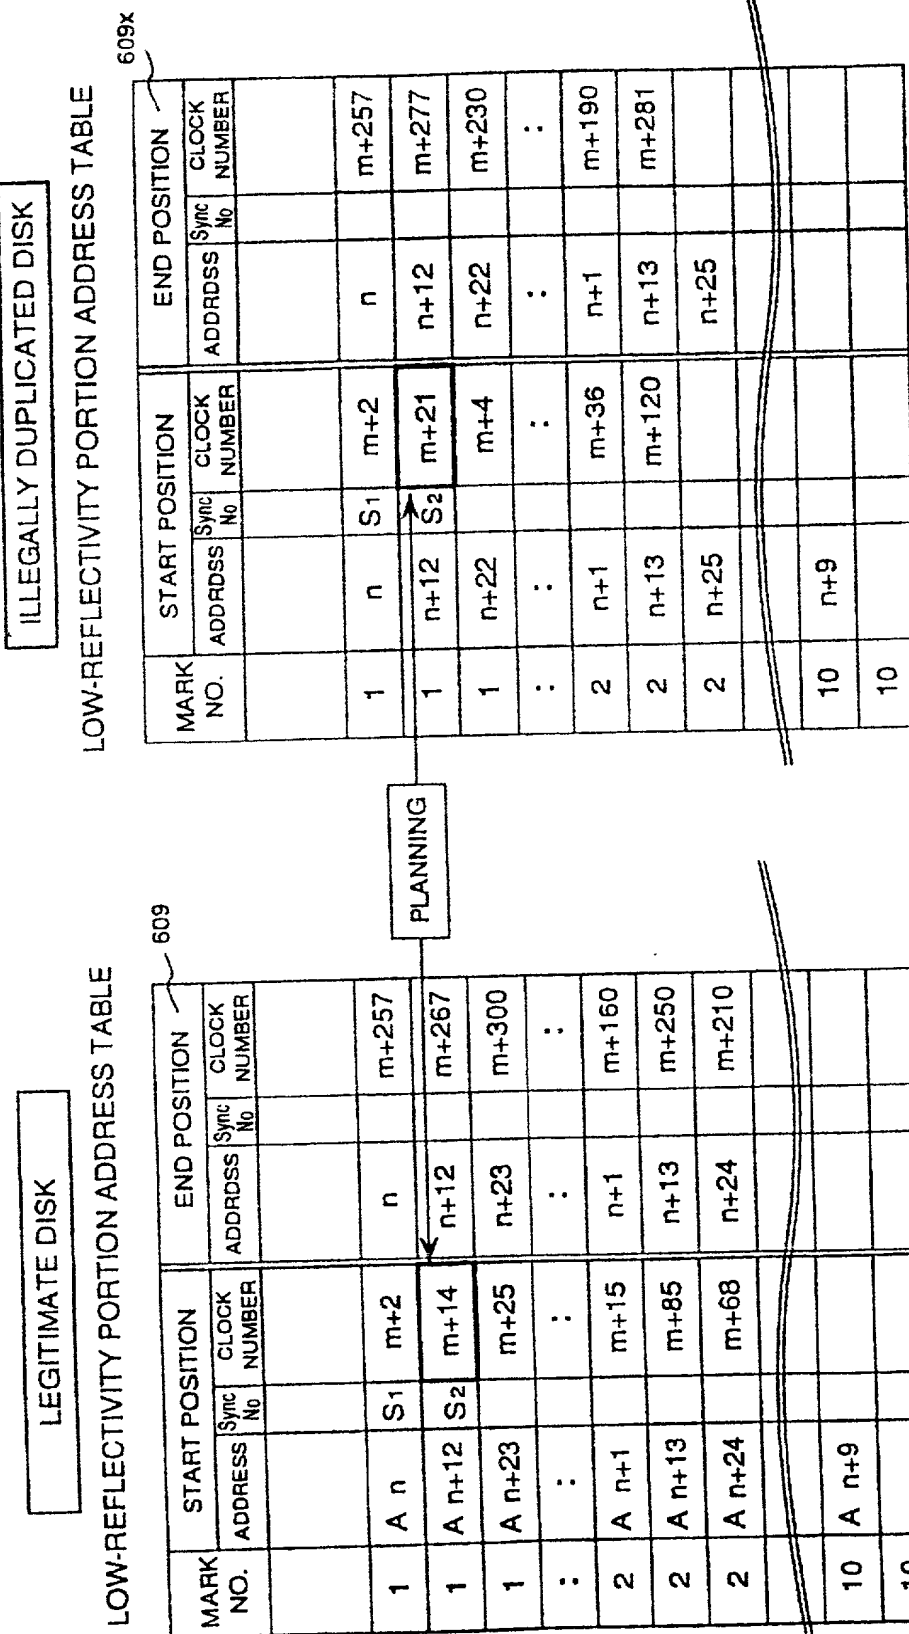 LEGITIMATE DISK
LOW-REFLECTIVITY PORTION ADDRESS TABLE
609
MARK NO. START POSITION END POSITION
ADDRESS Sync No CLOCK NUMBER ADDRDSS Sync No CLOCK NUMBER
1 A n S1 m+2 n m+257
1 A n+12 S2 m+14 n+12 m+267
1 A n+23 m+25 n+23 m+300
: : : : :
2 A n+1 m+15 n+1 m+160
2 A n+13 m+85 n+13 m+250
2 A n+24 m+68 n+24 m+210
10 A n+9
PLANNING
ILLEGALLY DUPLICATED DISK
LOW-REFLECTIVITY PORTION ADDRESS TABLE
609x
MARK NO. START POSITION END POSITION
ADDRDSS Sync No CLOCK NUMBER ADDRDSS Sync No CLOCK NUMBER
1 n S1 m+2 n m+257
1 n+12 S2 m+21 n+12 m+277
1 n+22 m+4 n+22 m+230
: : : : :
2 n+1 m+36 n+1 m+190
2 n+13 m+120 n+13 m+281
2 n+25 n+25
10 n+9
10